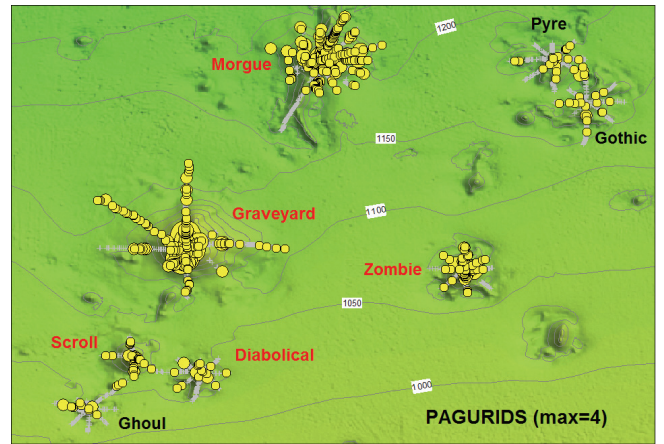 Pyre
1200
Morgue
Gothic
1150
Graveyard
1100
Zombie
1050
Scroll
Diabolical
1000
Ghoul
PAGURIDS (max=4)